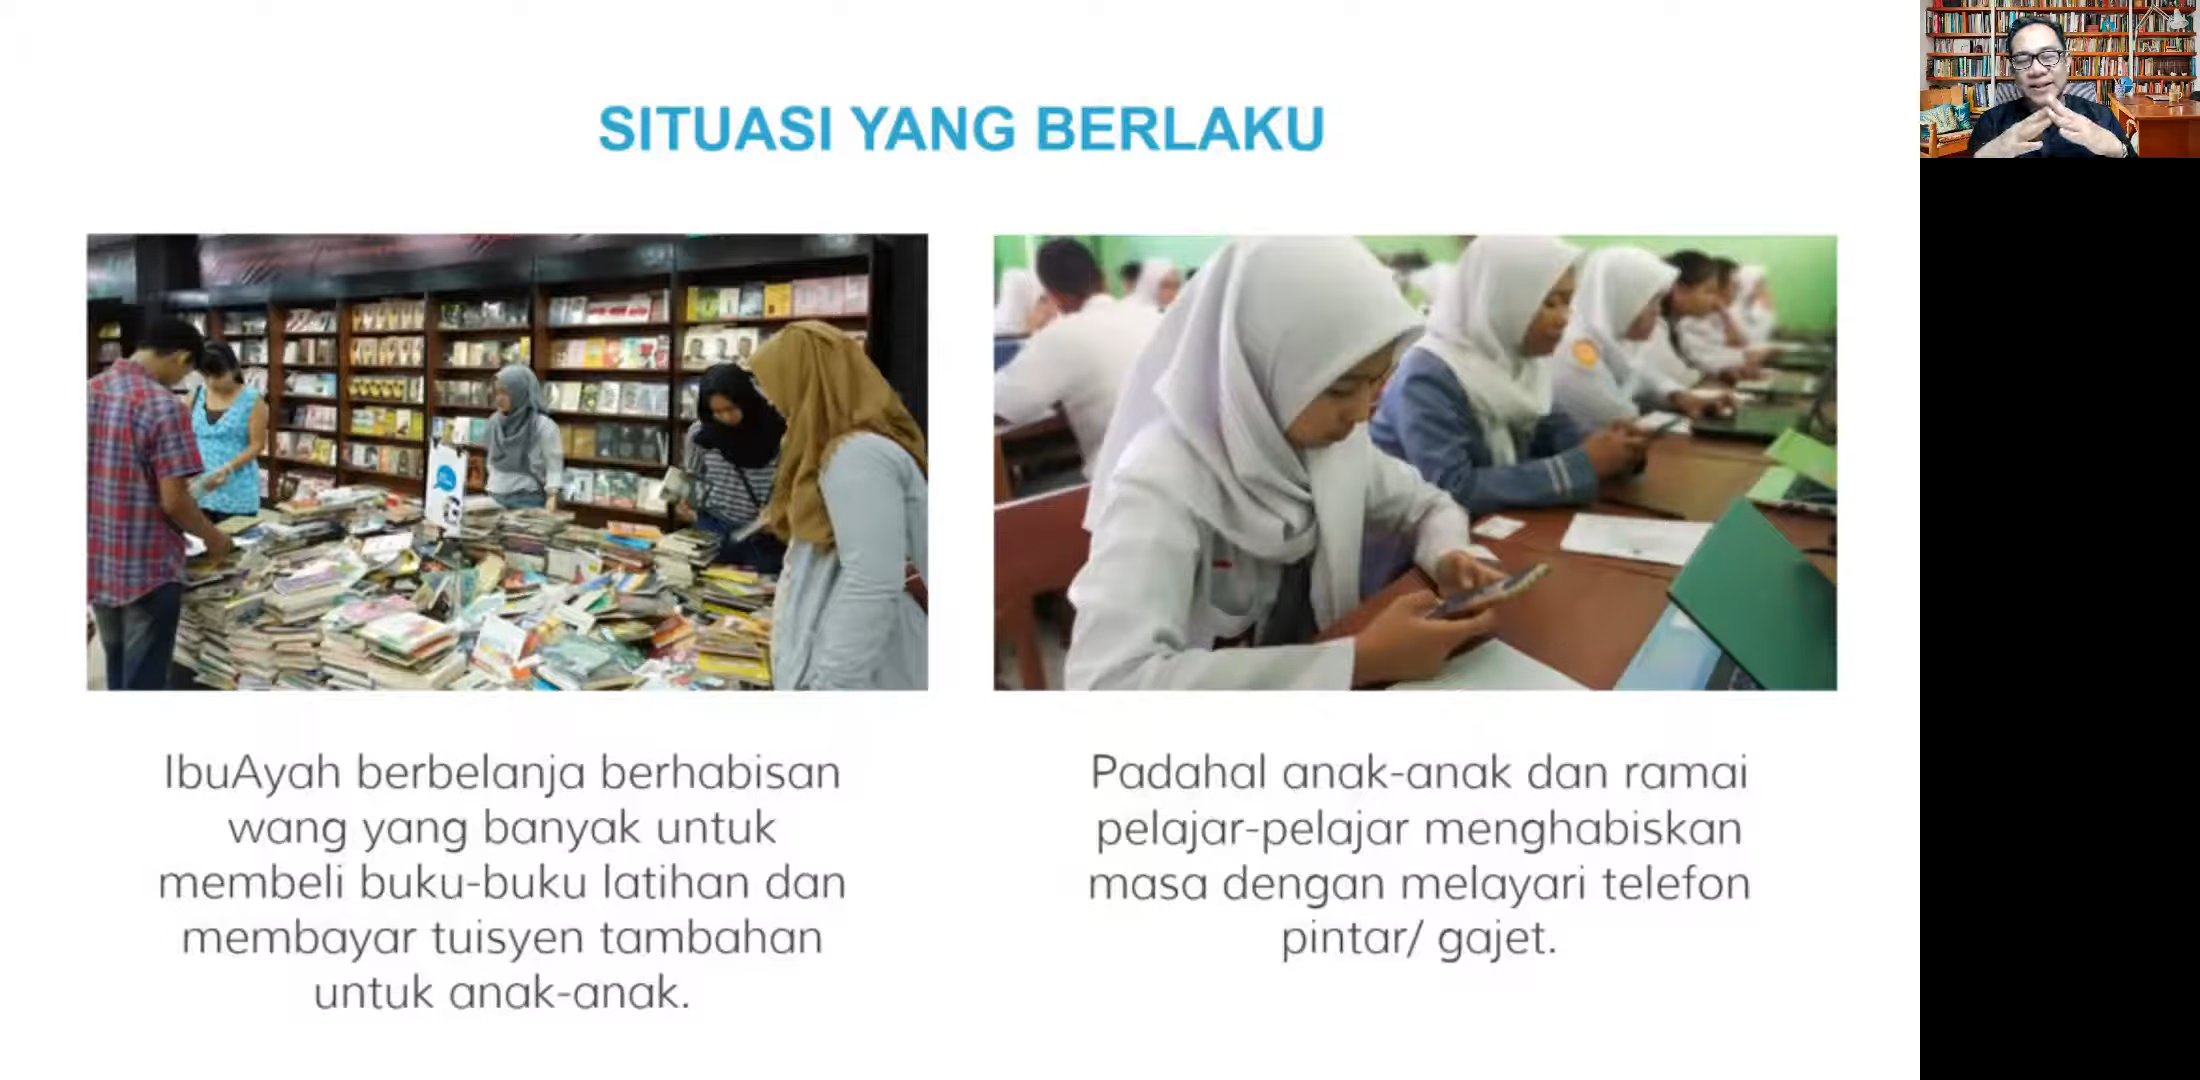 SITUASI YANG BERLAKU
IbuAyah berbelanja berhabisan
wang yang banyak untuk
membeli buku-buku latihan dan
membayar tuisyen tambahan
untuk anak-anak.
Padahal anak-anak dan ramai
pelajar-pelajar menghabiskan
masa dengan melayari telefon
pintar/ gajet.